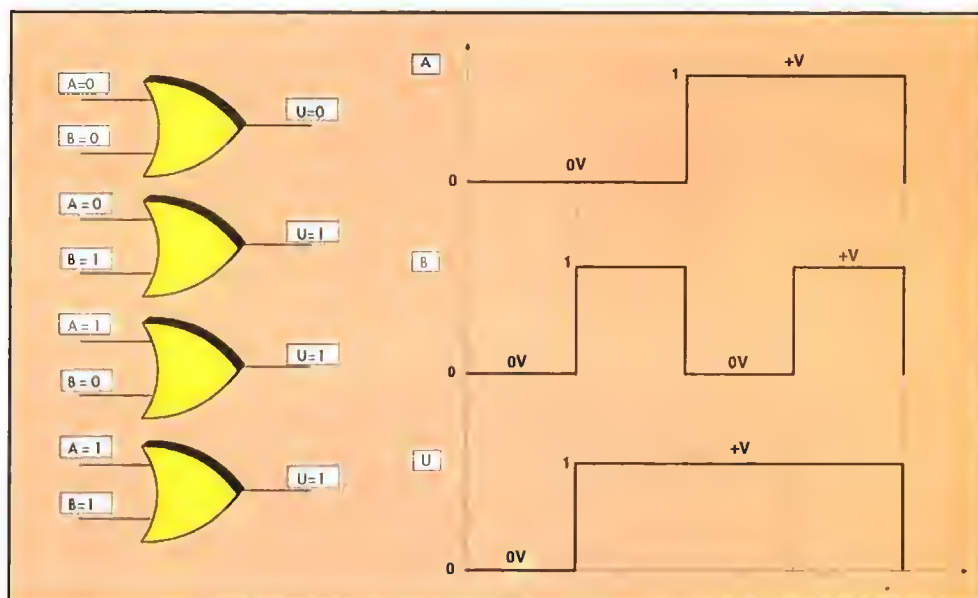 A=0
B=0
U=0
A=0
B=1
U=1
A=1
B=0
U=1
A=1
B=1
U=1
A
1
+V
0
0V
B
1
+V
0
0V
0V
U
1
+V
0
0V